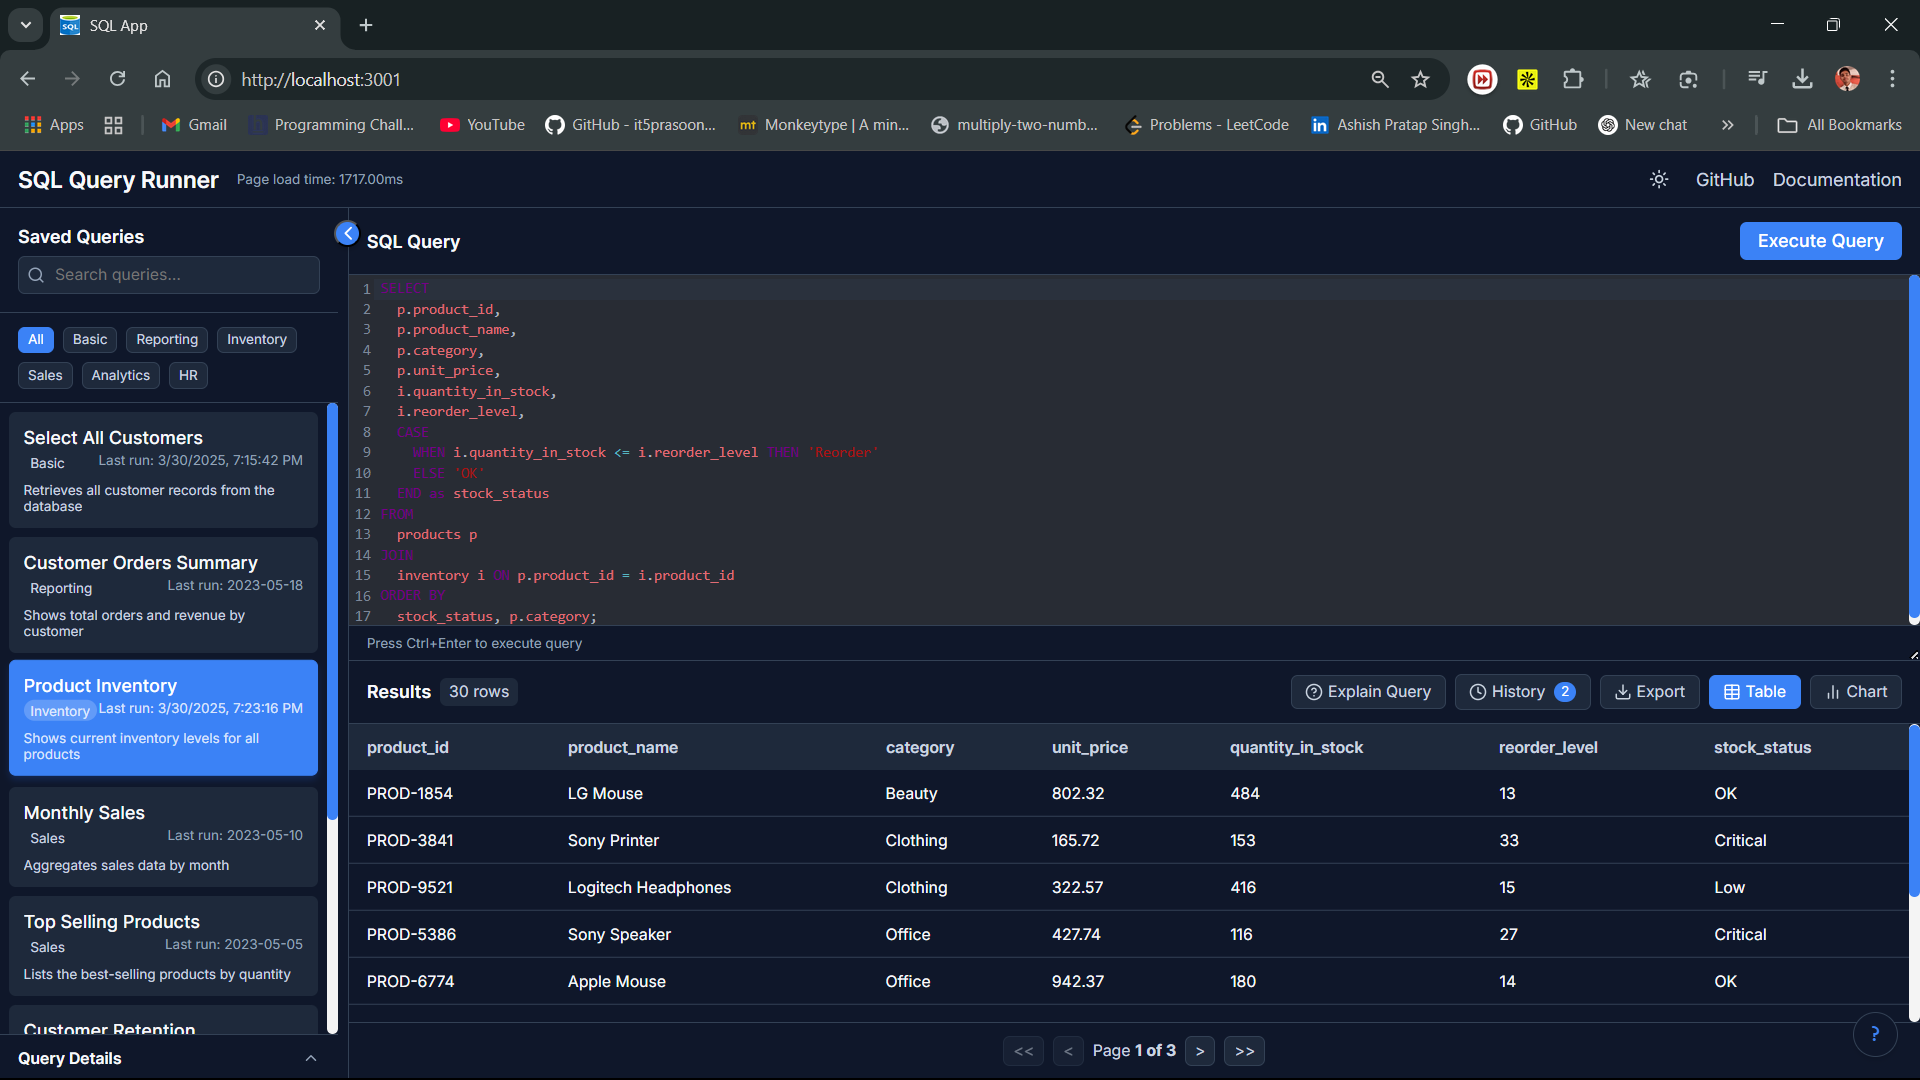 SQL App
http://localhost:3001
Apps Gmail Programming Chall... YouTube GitHub - it5prasoon... Monkeytype | A min... multiply-two-numb... Problems - LeetCode Ashish Pratap Singh... GitHub New chat All Bookmarks
SQL Query Runner Page load time: 1717.00ms GitHub Documentation
Saved Queries
Search queries...
All Basic Reporting Inventory
Sales Analytics HR
Select All Customers
Basic Last run: 3/30/2025, 7:15:42 PM
Retrieves all customer records from the
database
Customer Orders Summary
Reporting Last run: 2023-05-18
Shows total orders and revenue by
customer
Product Inventory
Inventory Last run: 3/30/2025, 7:23:16 PM
Shows current inventory levels for all
products
Monthly Sales
Sales Last run: 2023-05-10
Aggregates sales data by month
Top Selling Products
Sales Last run: 2023-05-05
Lists the best-selling products by quantity
Customer Retention
Query Details
SQL Query Execute Query
1 SELECT
2 p.product_id,
3 p.product_name,
4 p.category,
5 p.unit_price,
6 i.quantity_in_stock,
7 i.reorder_level,
8 CASE
9 WHEN i.quantity_in_stock <= i.reorder_level THEN 'Reorder'
10 ELSE 'OK'
11 END as stock_status
12 FROM
13 products p
14 JOIN
15 inventory i ON p.product_id = i.product_id
16 ORDER BY
17 stock_status, p.category;
Press Ctrl+Enter to execute query
Results 30 rows Explain Query History 2 Export Table Chart
product_id product_name category unit_price quantity_in_stock reorder_level stock_status
PROD-1854 LG Mouse Beauty 802.32 484 13 OK
PROD-3841 Sony Printer Clothing 165.72 153 33 Critical
PROD-9521 Logitech Headphones Clothing 322.57 416 15 Low
PROD-5386 Sony Speaker Office 427.74 116 27 Critical
PROD-6774 Apple Mouse Office 942.37 180 14 OK
<< < Page 1 of 3 > >>
?